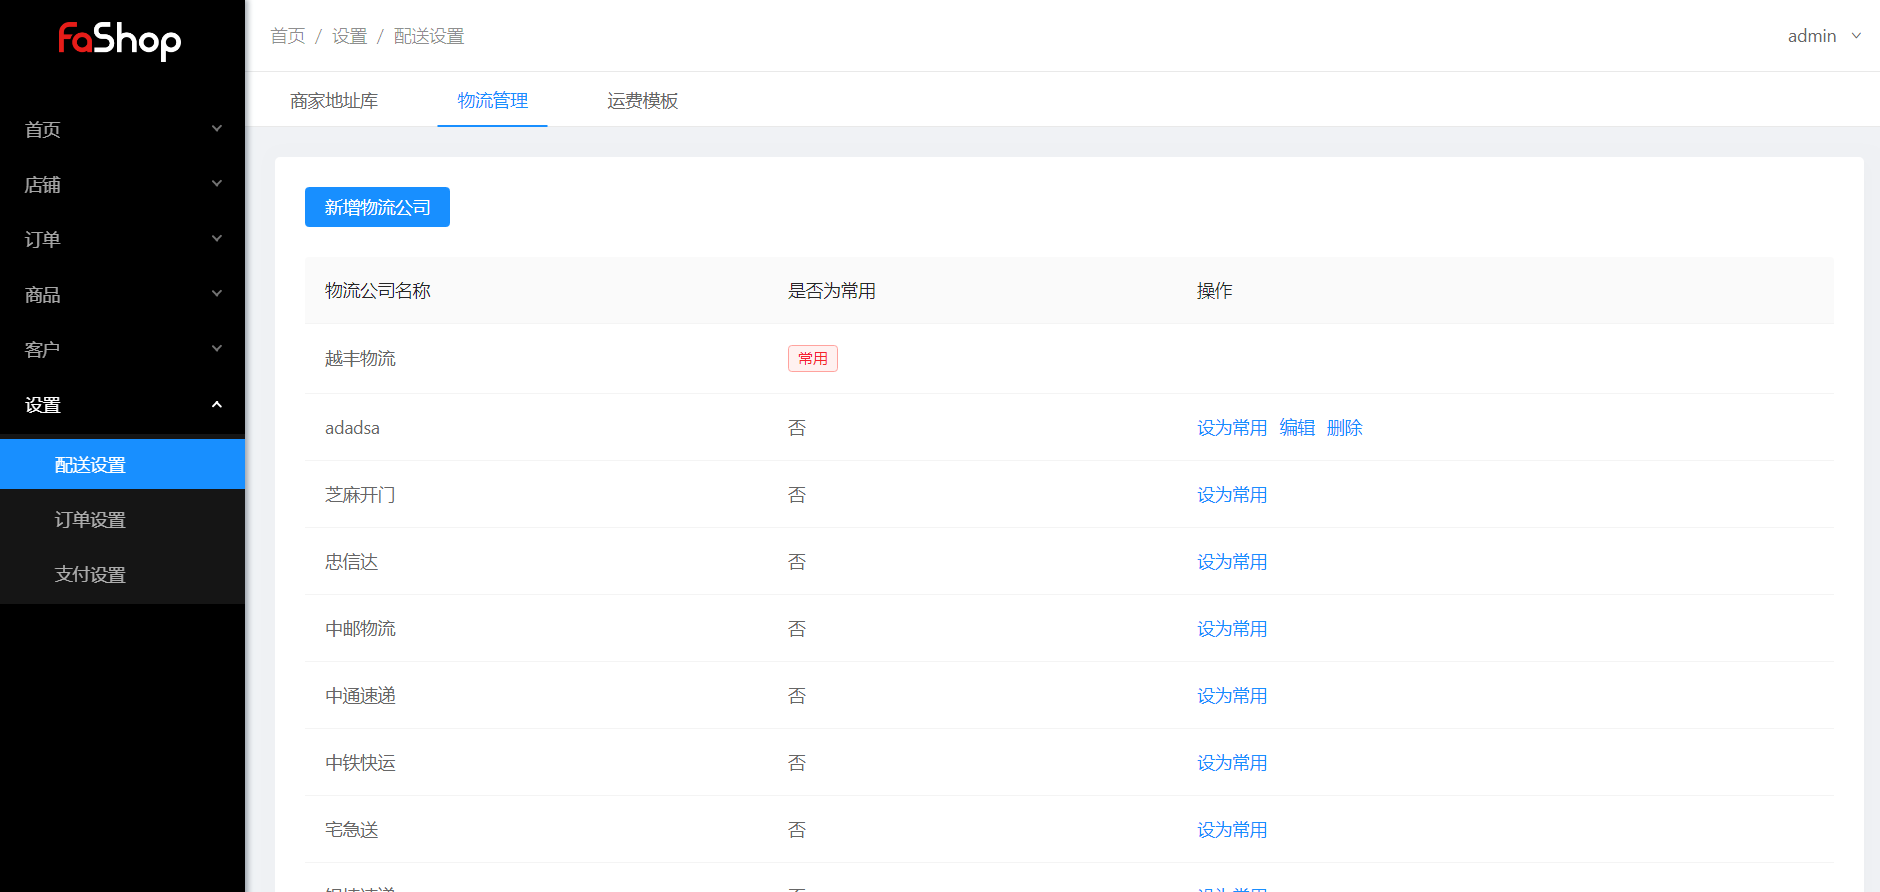 faShop
首页
店铺
订单
商品
客户
设置
配送设置
订单设置
支付设置
首页 / 设置 / 配送设置
admin
商家地址库 物流管理 运费模板
新增物流公司
物流公司名称 是否为常用 操作
越丰物流 常用
adadsa 否 设为常用 编辑 删除
芝麻开门 否 设为常用
忠信达 否 设为常用
中邮物流 否 设为常用
中通速递 否 设为常用
中铁快运 否 设为常用
宅急送 否 设为常用